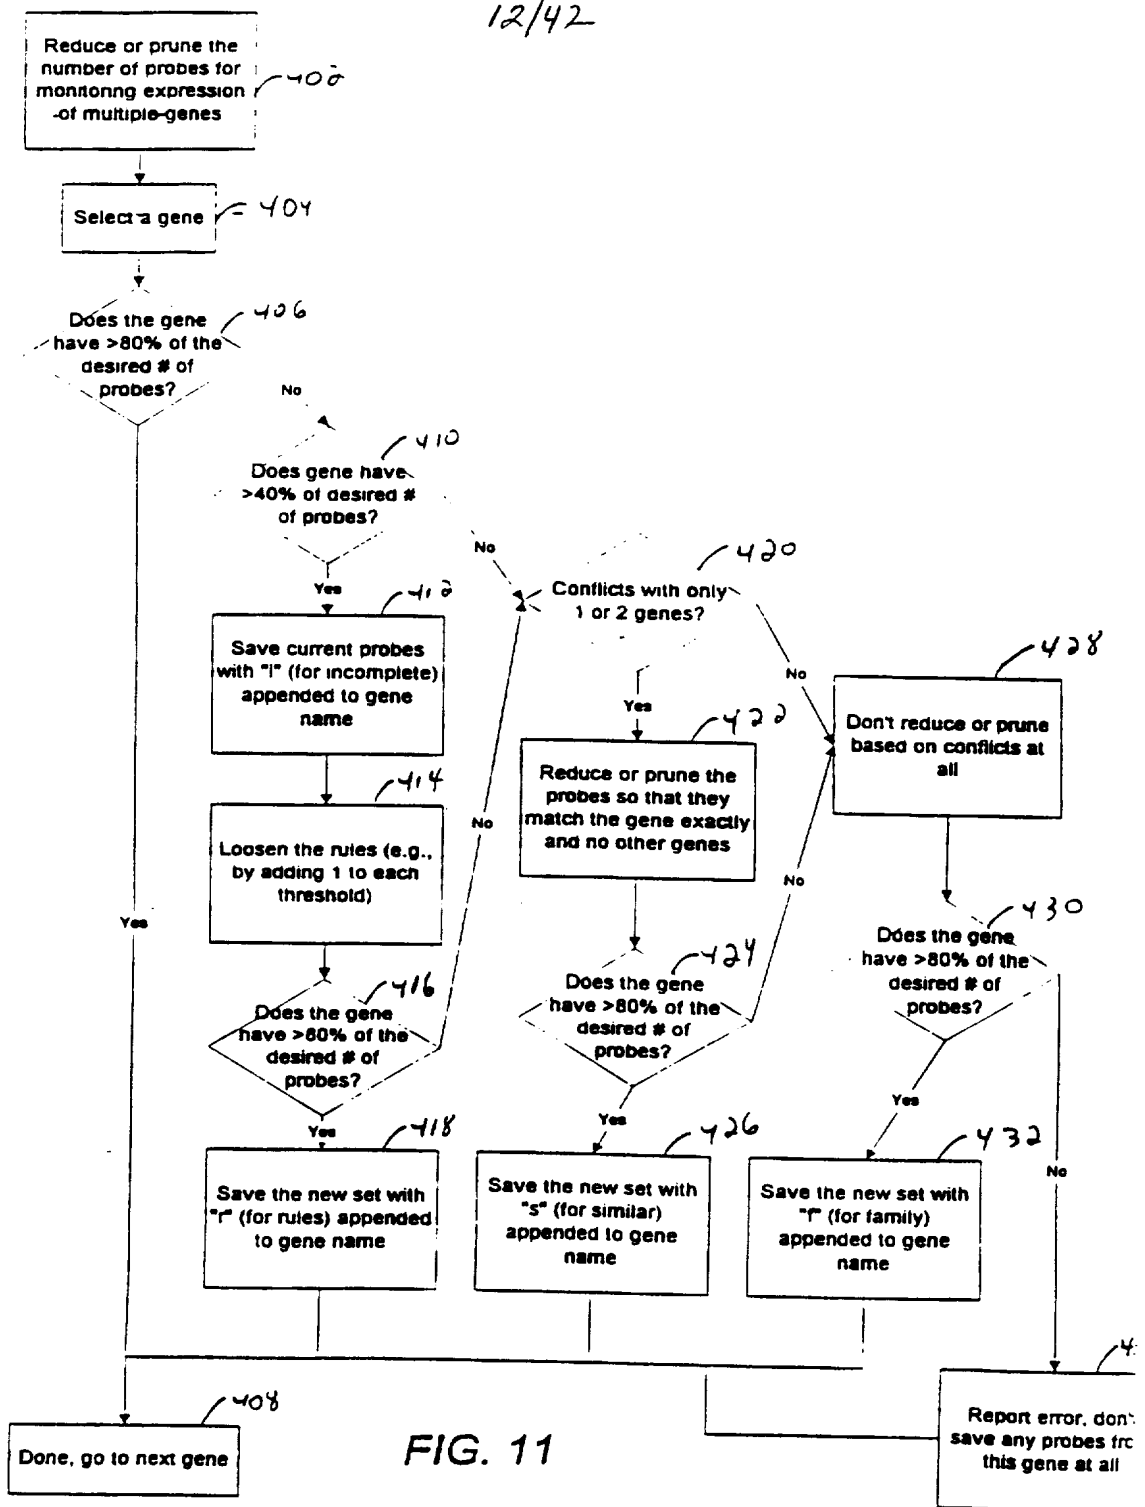 12/42
Reduce or prune the
number of probes for
monitoring expression
of multiple genes
402
Select a gene
404
Does the gene
have >80% of the
desired # of
probes?
406
No
Does gene have
>40% of desired #
of probes?
410
No
Yes
Save current probes
with "I" (for incomplete)
appended to gene
name
412
Loosen the rules (e.g.,
by adding 1 to each
threshold)
414
Does the gene
have >80% of the
desired # of
probes?
416
No
Yes
Save the new set with
"r" (for rules) appended
to gene name
418
Conflicts with only
1 or 2 genes?
420
No
Yes
Reduce or prune the
probes so that they
match the gene exactly
and no other genes
422
Does the gene
have >80% of the
desired # of
probes?
424
No
Yes
Save the new set with
"s" (for similar)
appended to gene
name
426
Don't reduce or prune
based on conflicts at
all
428
Does the gene
have >80% of the
desired # of
probes?
430
Yes
No
Save the new set with
"f" (for family)
appended to gene
name
432
Yes
Report error, don'
save any probes
this gene at all
Done, go to next gene
408
FIG. 11